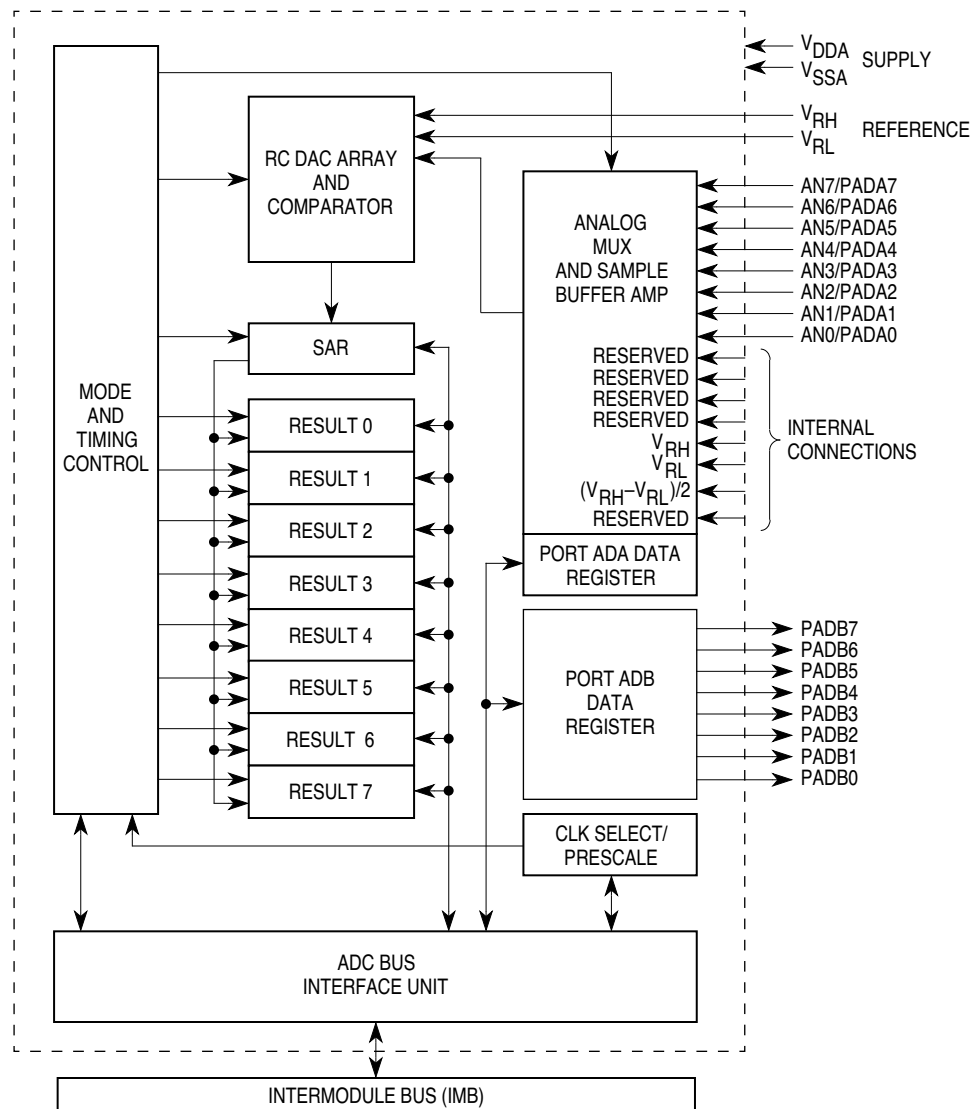 V_DDA
V_SSA
SUPPLY
V_RH
V_RL
REFERENCE
RC DAC ARRAY
AND
COMPARATOR
ANALOG
MUX
AND SAMPLE
BUFFER AMP
AN7/PADA7
AN6/PADA6
AN5/PADA5
AN4/PADA4
AN3/PADA3
AN2/PADA2
AN1/PADA1
AN0/PADA0
RESERVED
RESERVED
RESERVED
RESERVED
V_RH
V_RL
(V_RH–V_RL)/2
RESERVED
INTERNAL
CONNECTIONS
MODE
AND
TIMING
CONTROL
SAR
RESULT 0
RESULT 1
RESULT 2
RESULT 3
RESULT 4
RESULT 5
RESULT 6
RESULT 7
PORT ADA DATA
REGISTER
PORT ADB
DATA
REGISTER
PADB7
PADB6
PADB5
PADB4
PADB3
PADB2
PADB1
PADB0
CLK SELECT/
PRESCALE
ADC BUS
INTERFACE UNIT
INTERMODULE BUS (IMB)